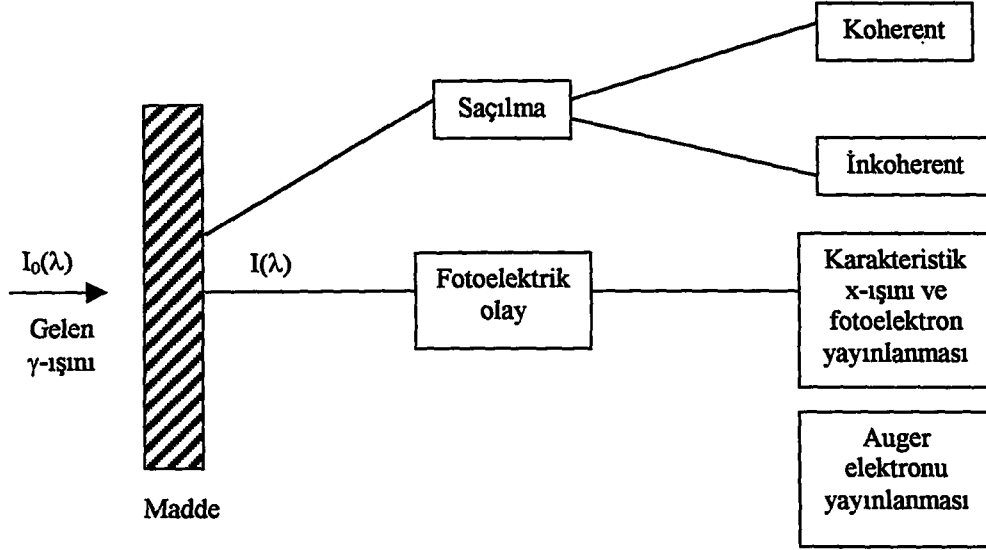 Koherent
Saçılma
İnkoherent
I₀(λ)
I(λ)
Gelen
γ-ışını
Fotoelektrik
olay
Karakteristik
x-ışını ve
fotoelektron
yayınlanması
Auger
elektronu
yayınlanması
Madde